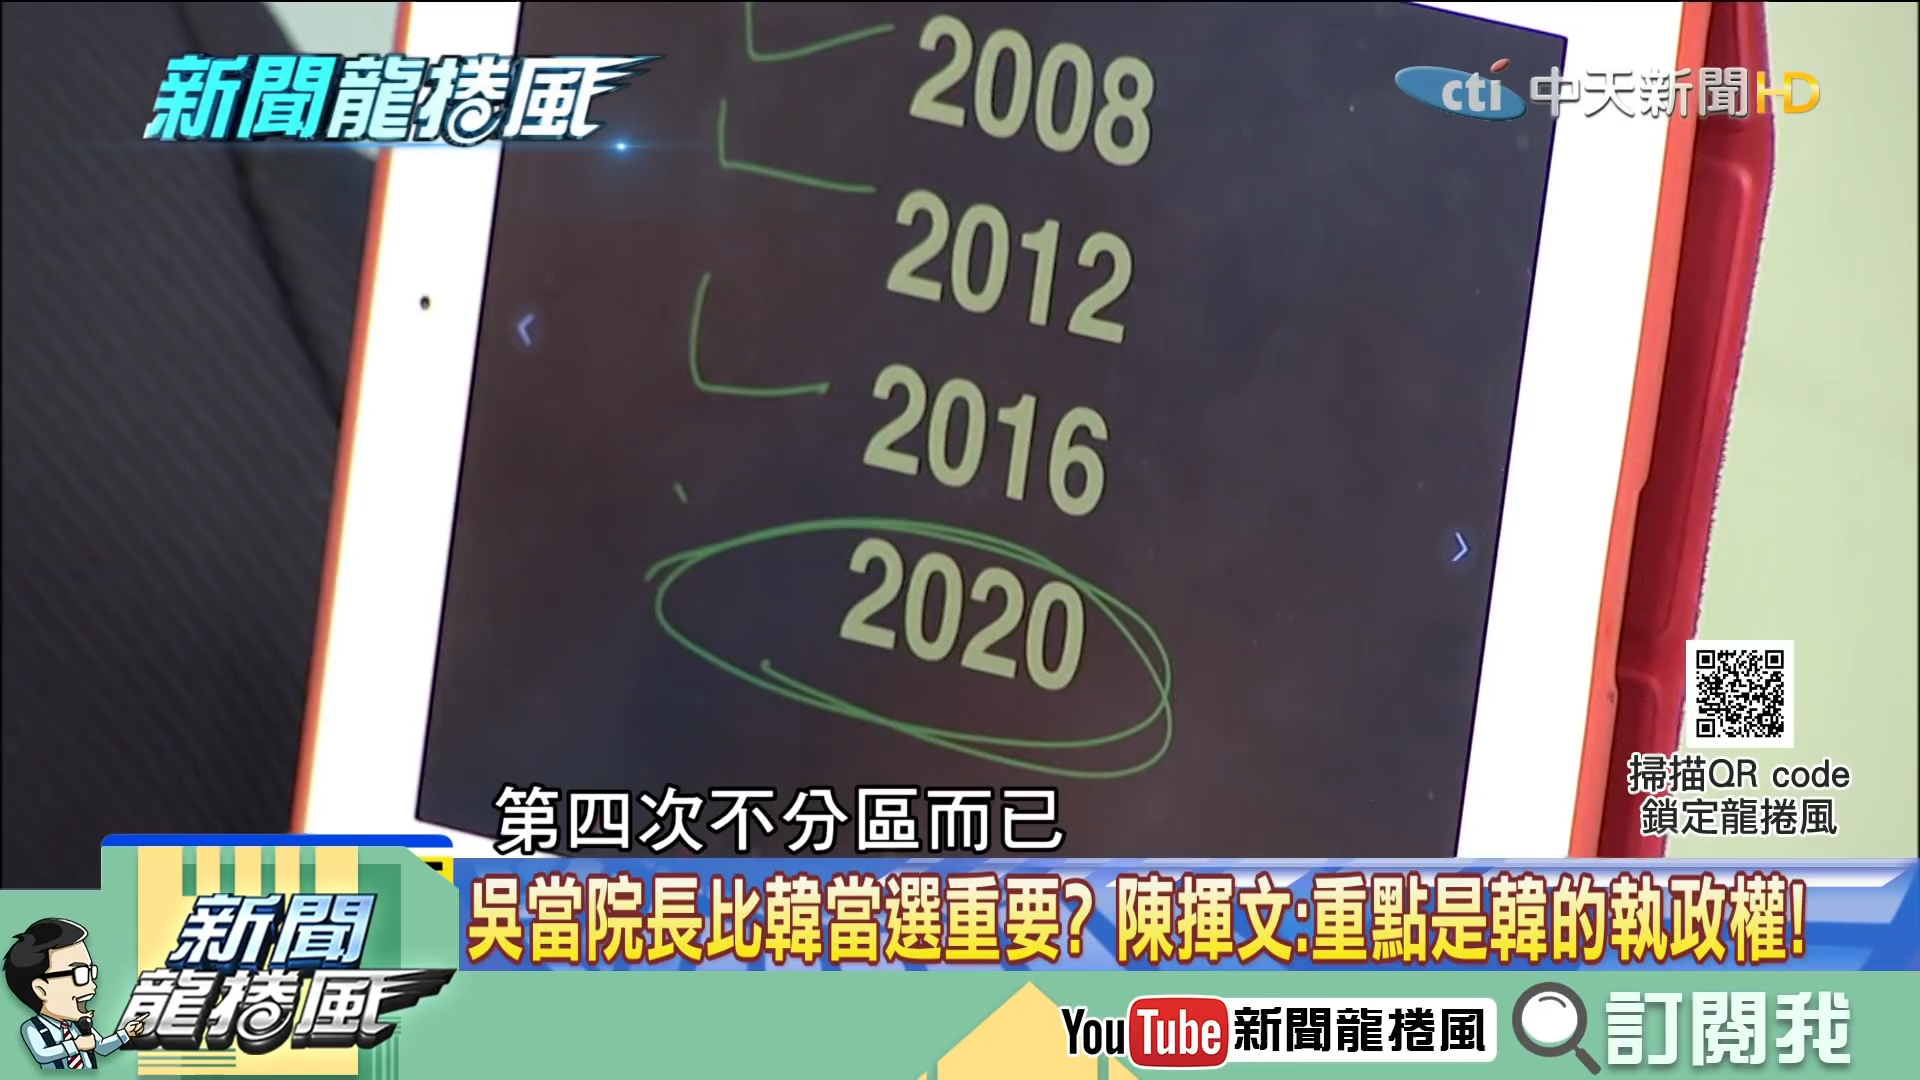 新聞龍捲風
cti 中天新聞HD
2008
2012
2016
2020
掃描QR code
鎖定龍捲風
第四次不分區而已
吳當院長比韓當選重要? 陳揮文:重點是韓的執政權!
新聞
龍捲風
YouTube 新聞龍捲風
訂閱我